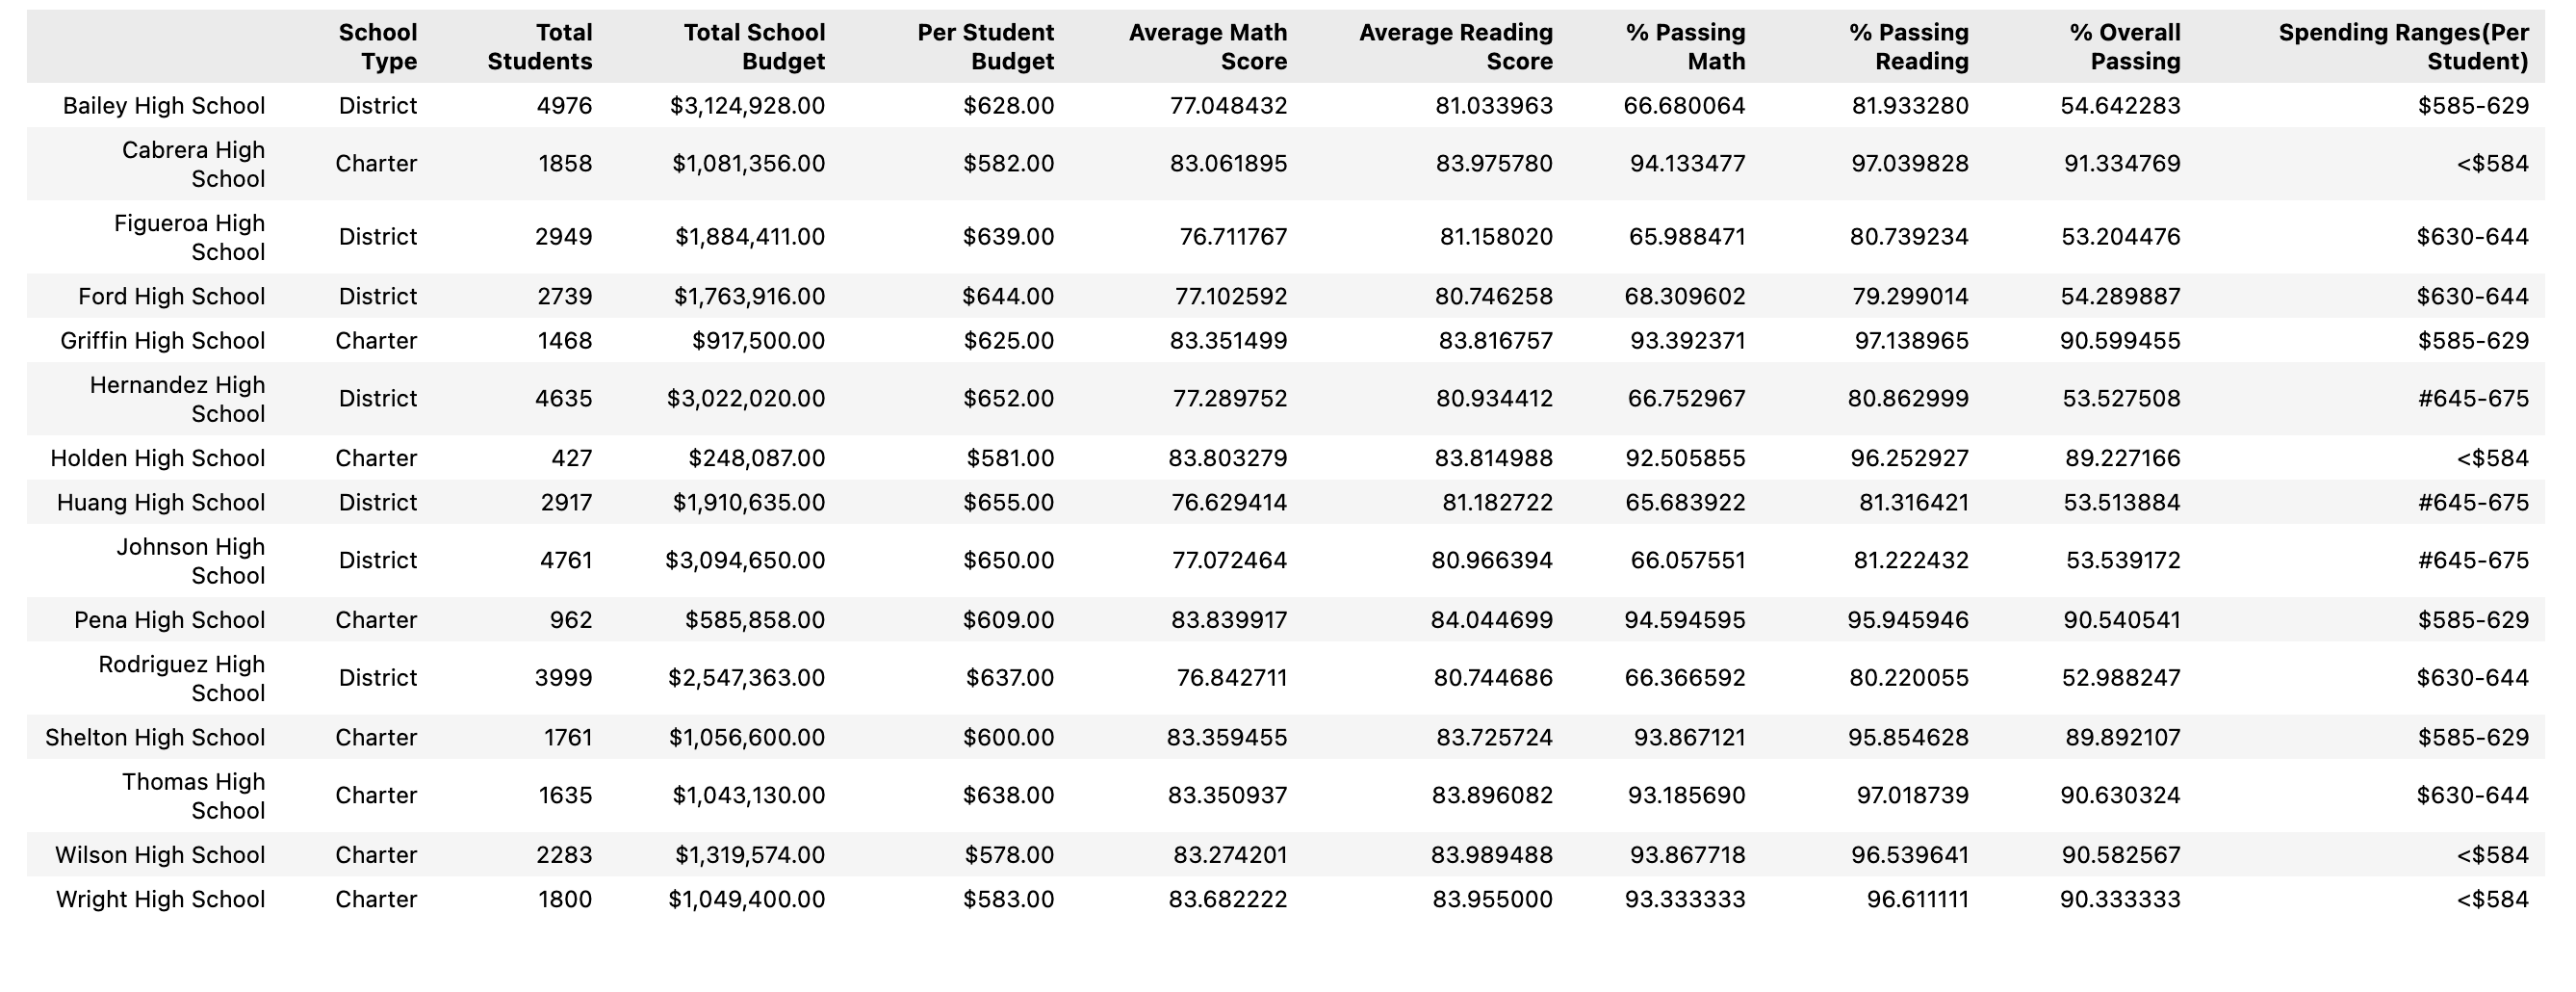 School Type	Total Students	Total School Budget	Per Student Budget	Average Math Score	Average Reading Score	% Passing Math	% Passing Reading	% Overall Passing	Spending Ranges(Per Student)
Bailey High School	District	4976	$3,124,928.00	$628.00	77.048432	81.033963	66.680064	81.933280	54.642283	$585-629
Cabrera High School	Charter	1858	$1,081,356.00	$582.00	83.061895	83.975780	94.133477	97.039828	91.334769	<$584
Figueroa High School	District	2949	$1,884,411.00	$639.00	76.711767	81.158020	65.988471	80.739234	53.204476	$630-644
Ford High School	District	2739	$1,763,916.00	$644.00	77.102592	80.746258	68.309602	79.299014	54.289887	$630-644
Griffin High School	Charter	1468	$917,500.00	$625.00	83.351499	83.816757	93.392371	97.138965	90.599455	$585-629
Hernandez High School	District	4635	$3,022,020.00	$652.00	77.289752	80.934412	66.752967	80.862999	53.527508	#645-675
Holden High School	Charter	427	$248,087.00	$581.00	83.803279	83.814988	92.505855	96.252927	89.227166	<$584
Huang High School	District	2917	$1,910,635.00	$655.00	76.629414	81.182722	65.683922	81.316421	53.513884	#645-675
Johnson High School	District	4761	$3,094,650.00	$650.00	77.072464	80.966394	66.057551	81.222432	53.539172	#645-675
Pena High School	Charter	962	$585,858.00	$609.00	83.839917	84.044699	94.594595	95.945946	90.540541	$585-629
Rodriguez High School	District	3999	$2,547,363.00	$637.00	76.842711	80.744686	66.366592	80.220055	52.988247	$630-644
Shelton High School	Charter	1761	$1,056,600.00	$600.00	83.359455	83.725724	93.867121	95.854628	89.892107	$585-629
Thomas High School	Charter	1635	$1,043,130.00	$638.00	83.350937	83.896082	93.185690	97.018739	90.630324	$630-644
Wilson High School	Charter	2283	$1,319,574.00	$578.00	83.274201	83.989488	93.867718	96.539641	90.582567	<$584
Wright High School	Charter	1800	$1,049,400.00	$583.00	83.682222	83.955000	93.333333	96.611111	90.333333	<$584